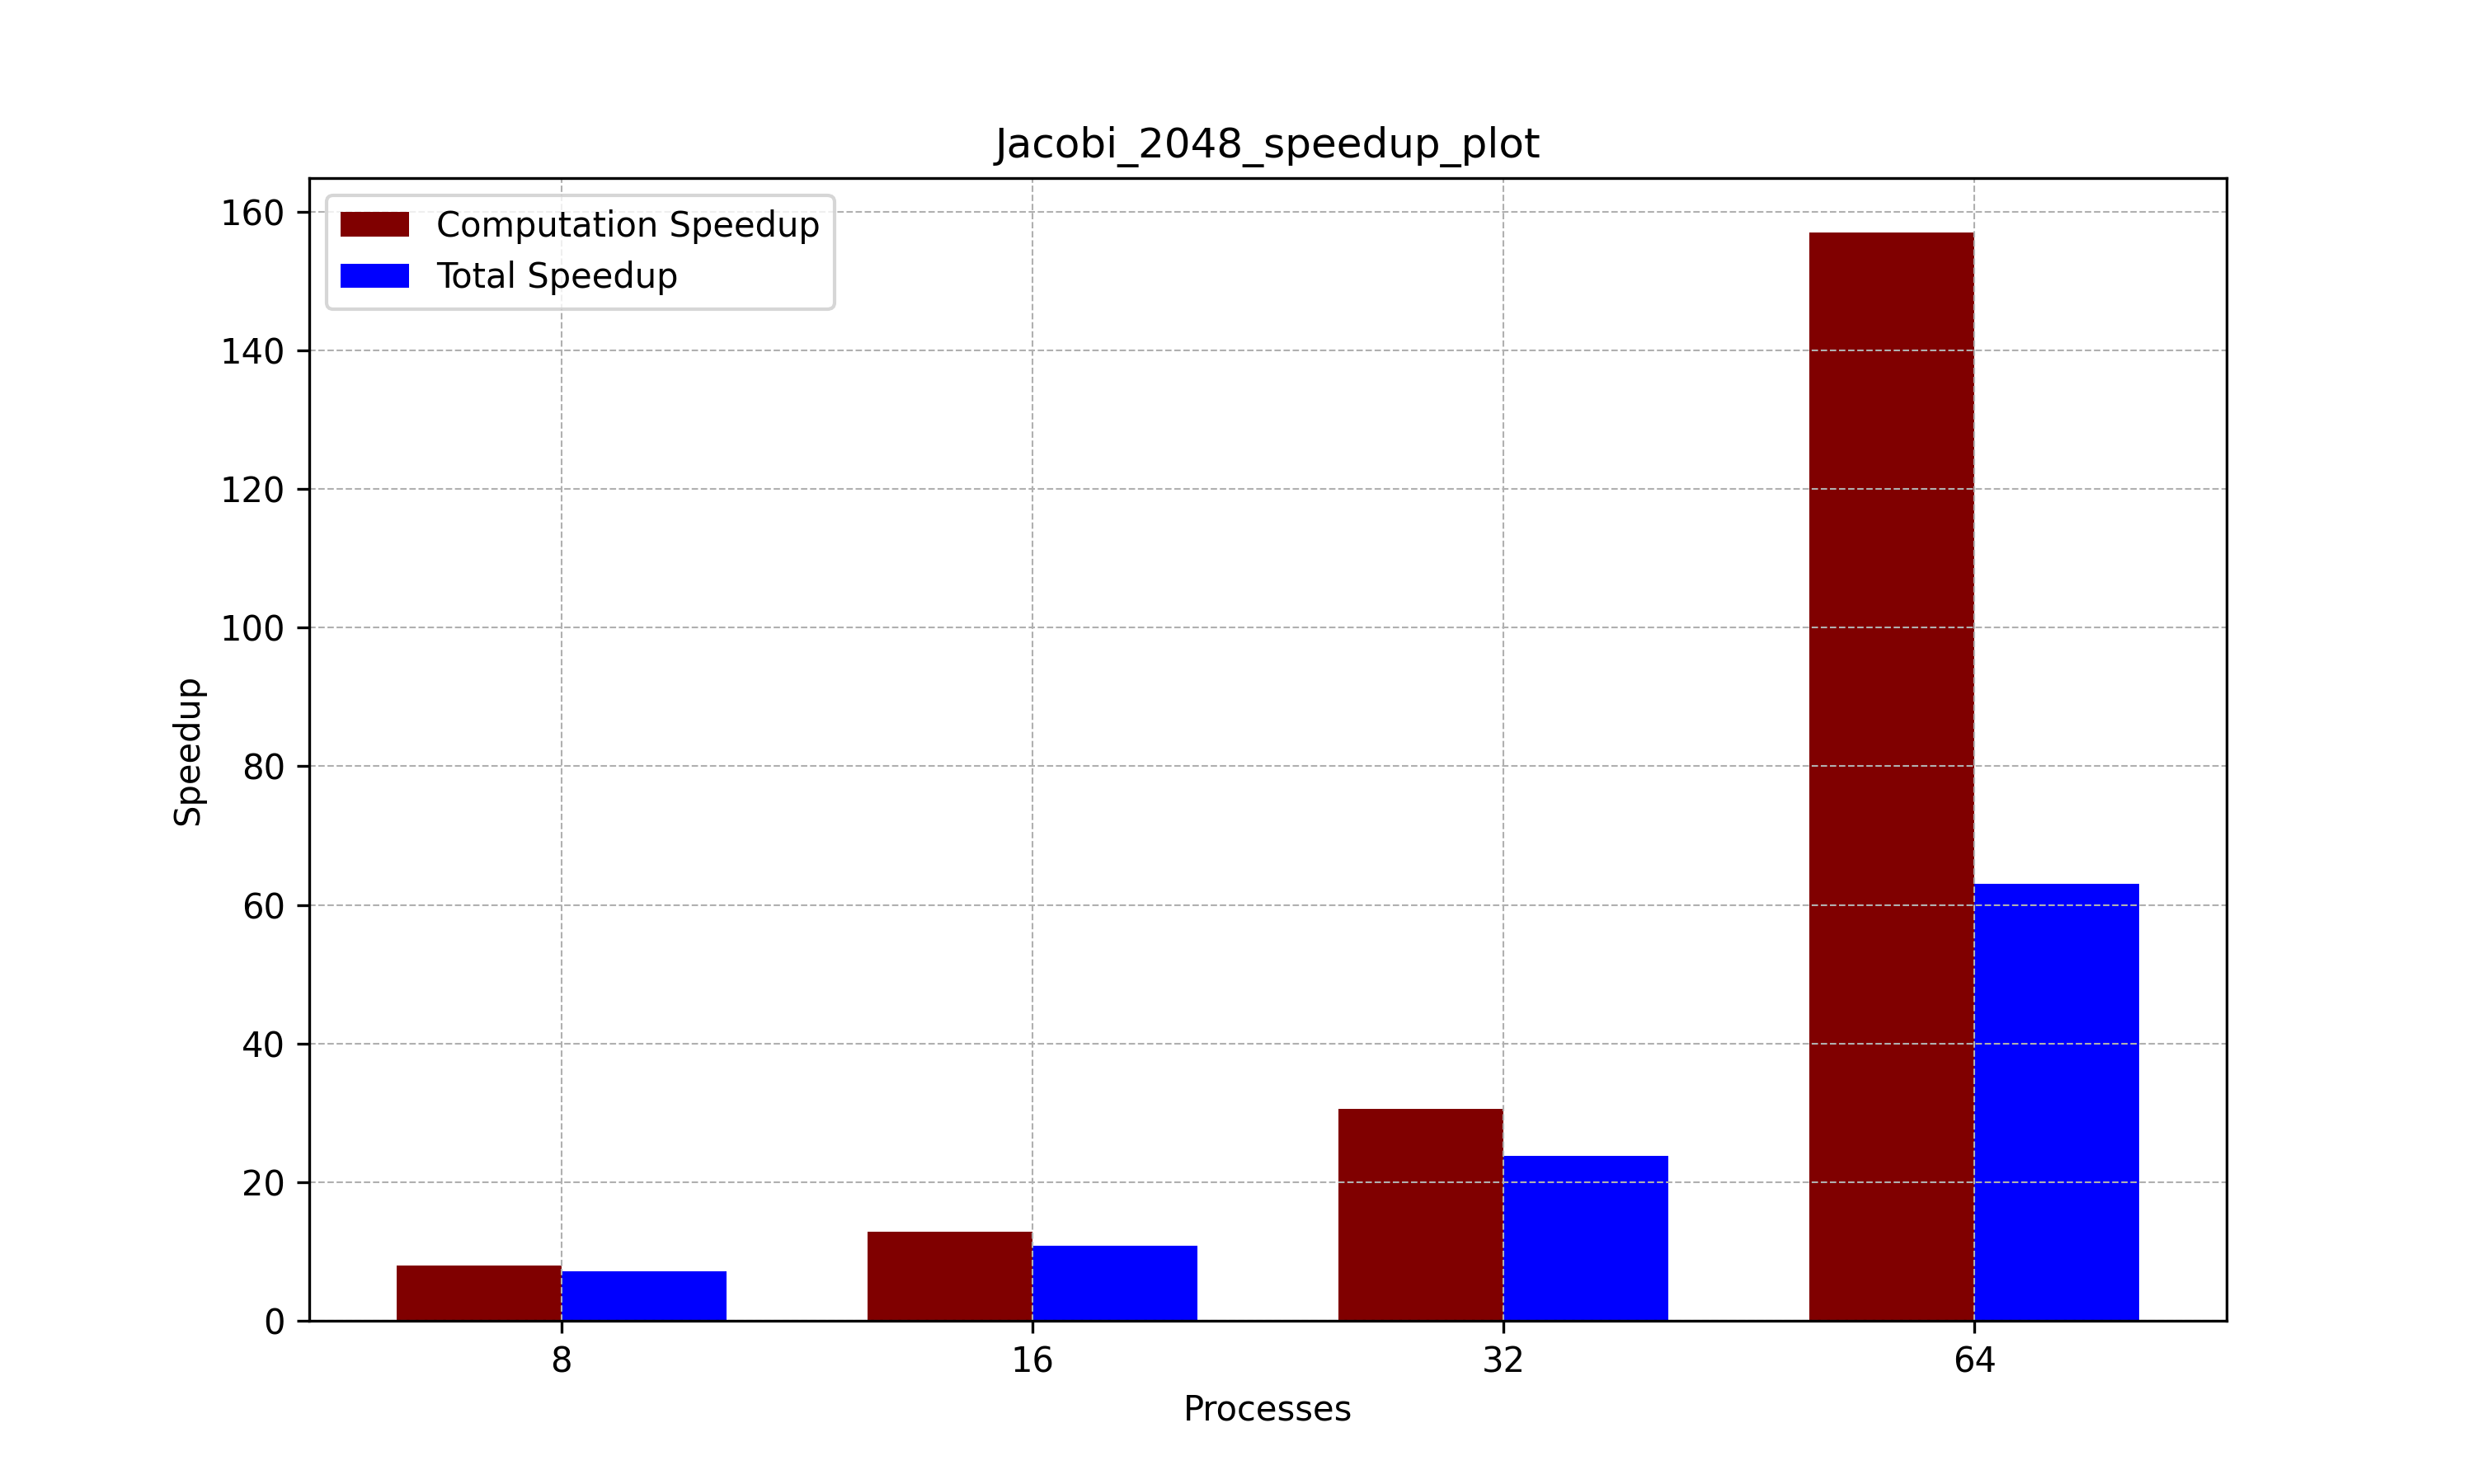 Jacobi_2048_speedup_plot
Computation Speedup
Total Speedup
160
140
120
100
80
60
40
20
0
Speedup
8 16 32 64
Processes